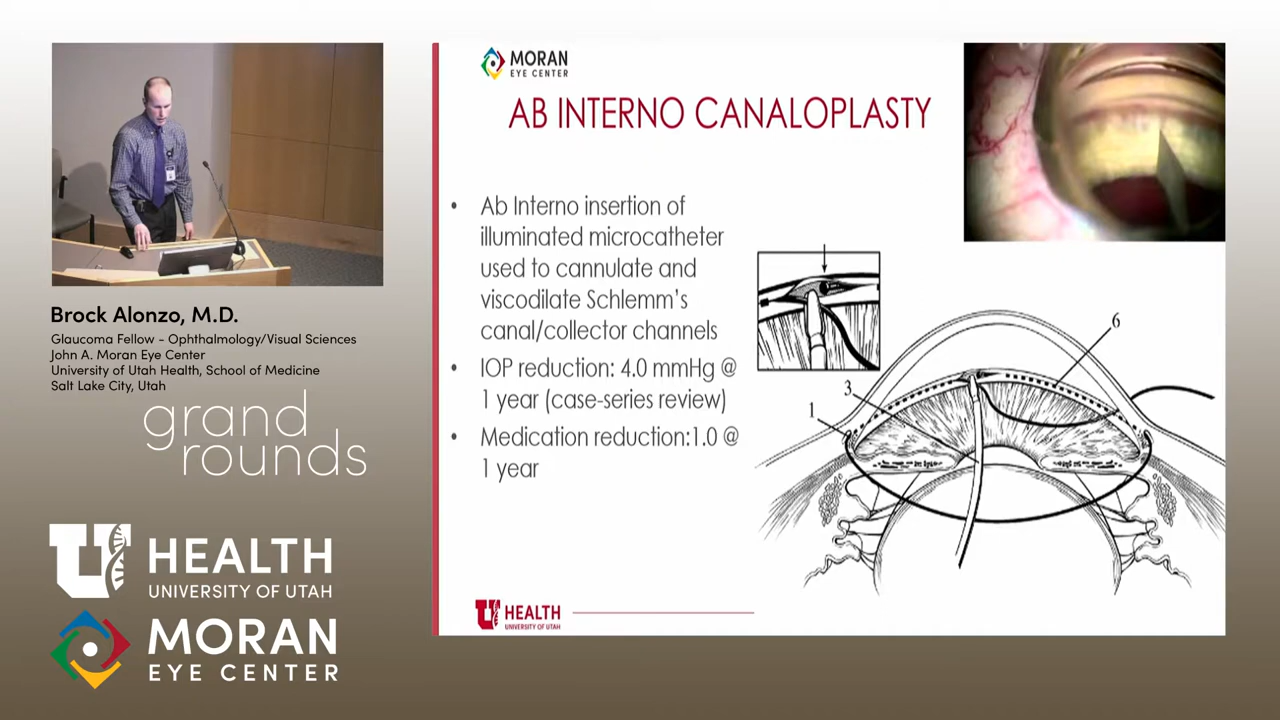 Brock Alonzo, M.D.
Glaucoma Fellow - Ophthalmology/Visual Sciences
John A. Moran Eye Center
University of Utah Health, School of Medicine
Salt Lake City, Utah
grand
rounds
U HEALTH
UNIVERSITY OF UTAH
MORAN
EYE CENTER
MORAN
EYE CENTER
AB INTERNO CANALOPLASTY
• Ab Interno insertion of
illuminated microcatheter
used to cannulate and
viscodilate Schlemm's
canal/collector channels
• IOP reduction: 4.0 mmHg @
1 year (case-series review)
• Medication reduction:1.0 @
1 year
1
3
6
U HEALTH
UNIVERSITY OF UTAH